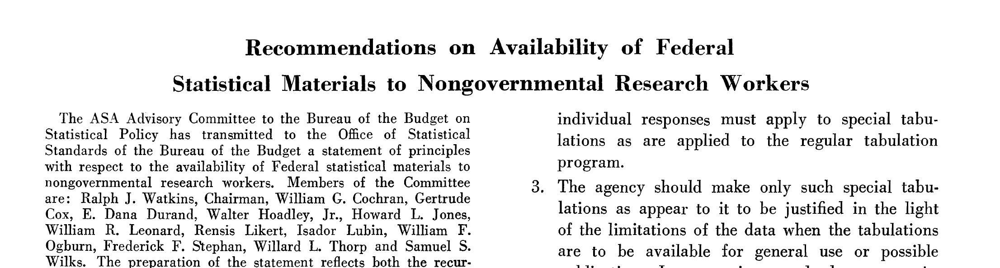 Recommendations on Availability of Federal
Statistical Materials to Nongovernmental Research Workers
The ASA Advisory Committee to the Bureau of the Budget on
Statistical Policy has transmitted to the Office of Statistical
Standards of the Bureau of the Budget a statement of principles
with respect to the availability of Federal statistical materials to
nongovernmental research workers. Members of the Committee
are: Ralph J. Watkins, Chairman, William G. Cochran, Gertrude
Cox, E. Dana Durand, Walter Hoadley, Jr., Howard L. Jones,
William R. Leonard, Rensis Likert, Isador Lubin, William F.
Ogburn, Frederick F. Stephan, Willard L. Thorp and Samuel S.
Wilks. The preparation of the statement reflects both the recur-
individual responses must apply to special tabu-
lations as are applied to the regular tabulation
program.
3. The agency should make only such special tabu-
lations as appear to it to be justified in the light
of the limitations of the data when the tabulations
are to be available for general use or possible